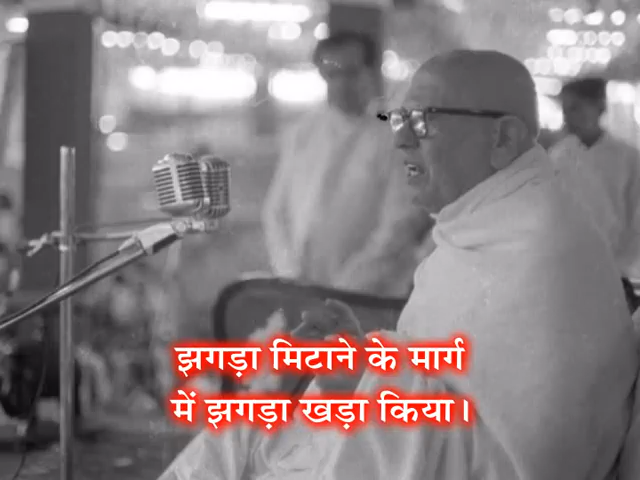 झगड़ा मिटाने के मार्ग
में झगड़ा खड़ा किया।